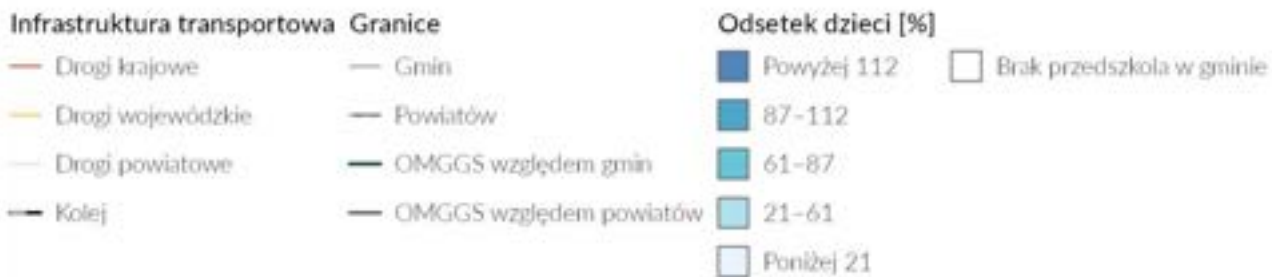 Infrastruktura transportowa
Drogi krajowe
Drogi wojewódzkie
Drogi powiatowe
Kolej
Granice
Gmin
Powiatów
OMGGS względem gmin
OMGGS względem powiatów
Odsetek dzieci [%]
Powyżej 112
87–112
61–87
21–61
Poniżej 21
Brak przedszkola w gminie